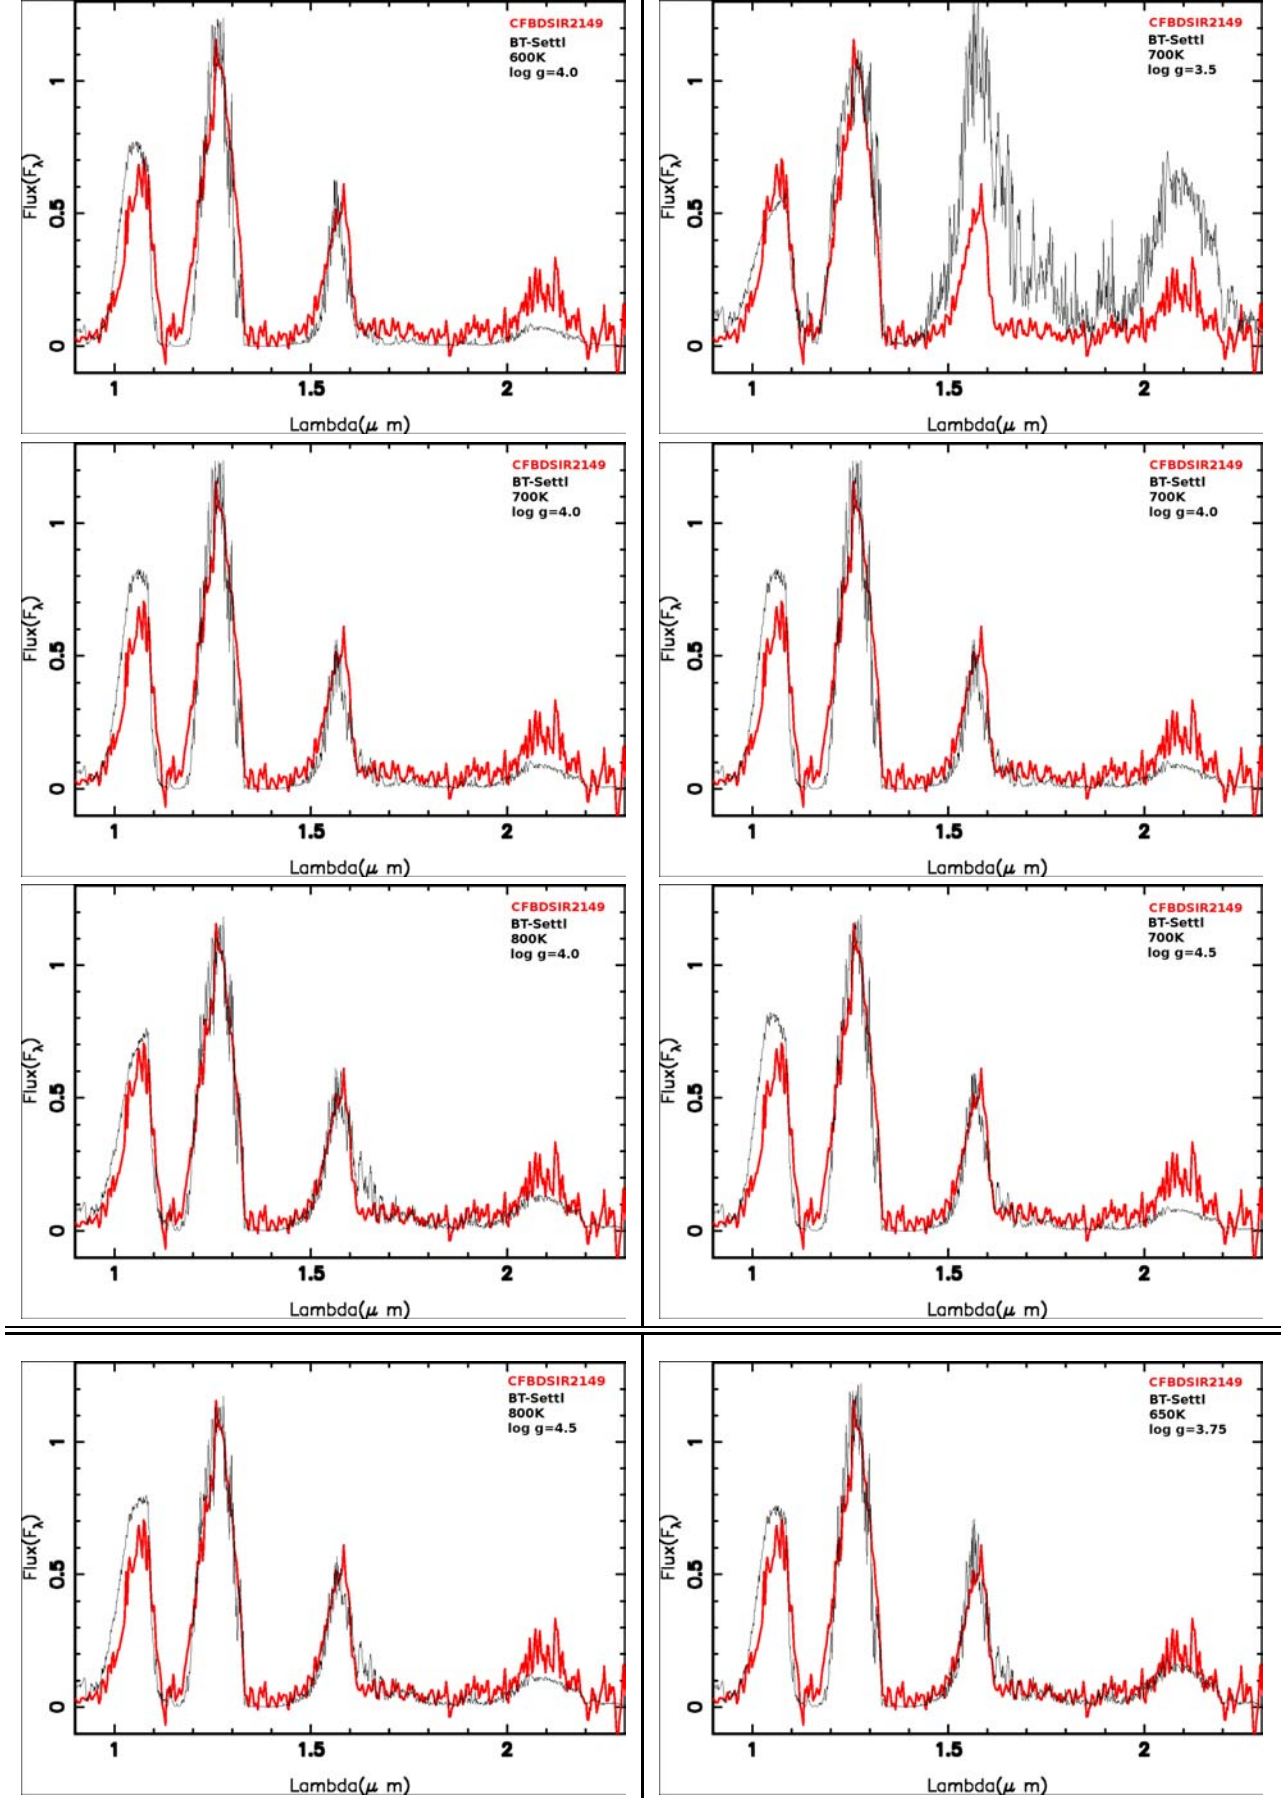 CFBDSIR2149
BT-Settl
600K
log g=4.0
Flux(Fλ)
1
0.5
0
1
1.5
2
Lambda(μ m)
CFBDSIR2149
BT-Settl
700K
log g=3.5
Flux(Fλ)
1
0.5
0
1
1.5
2
Lambda(μ m)
CFBDSIR2149
BT-Settl
700K
log g=4.0
Flux(Fλ)
1
0.5
0
1
1.5
2
Lambda(μ m)
CFBDSIR2149
BT-Settl
700K
log g=4.0
Flux(Fλ)
1
0.5
0
1
1.5
2
Lambda(μ m)
CFBDSIR2149
BT-Settl
800K
log g=4.0
Flux(Fλ)
1
0.5
0
1
1.5
2
Lambda(μ m)
CFBDSIR2149
BT-Settl
700K
log g=4.5
Flux(Fλ)
1
0.5
0
1
1.5
2
Lambda(μ m)
CFBDSIR2149
BT-Settl
800K
log g=4.5
Flux(Fλ)
1
0.5
0
1
1.5
2
Lambda(μ m)
CFBDSIR2149
BT-Settl
650K
log g=3.75
Flux(Fλ)
1
0.5
0
1
1.5
2
Lambda(μ m)